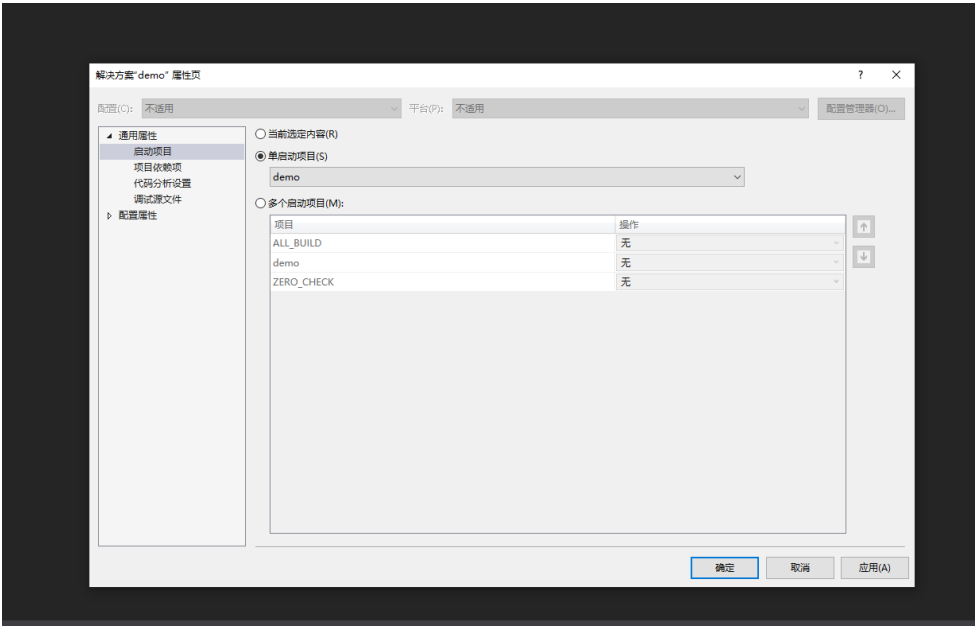 解决方案"demo" 属性页 ? ×
配置(C): 不适用 平台(P): 不适用 配置管理器(O)...
通用属性
启动项目
项目依赖项
代码分析设置
调试源文件
配置属性
当前选定内容(R)
单启动项目(S)
demo
多个启动项目(M):
项目 操作
ALL_BUILD 无
demo 无
ZERO_CHECK 无
确定 取消 应用(A)